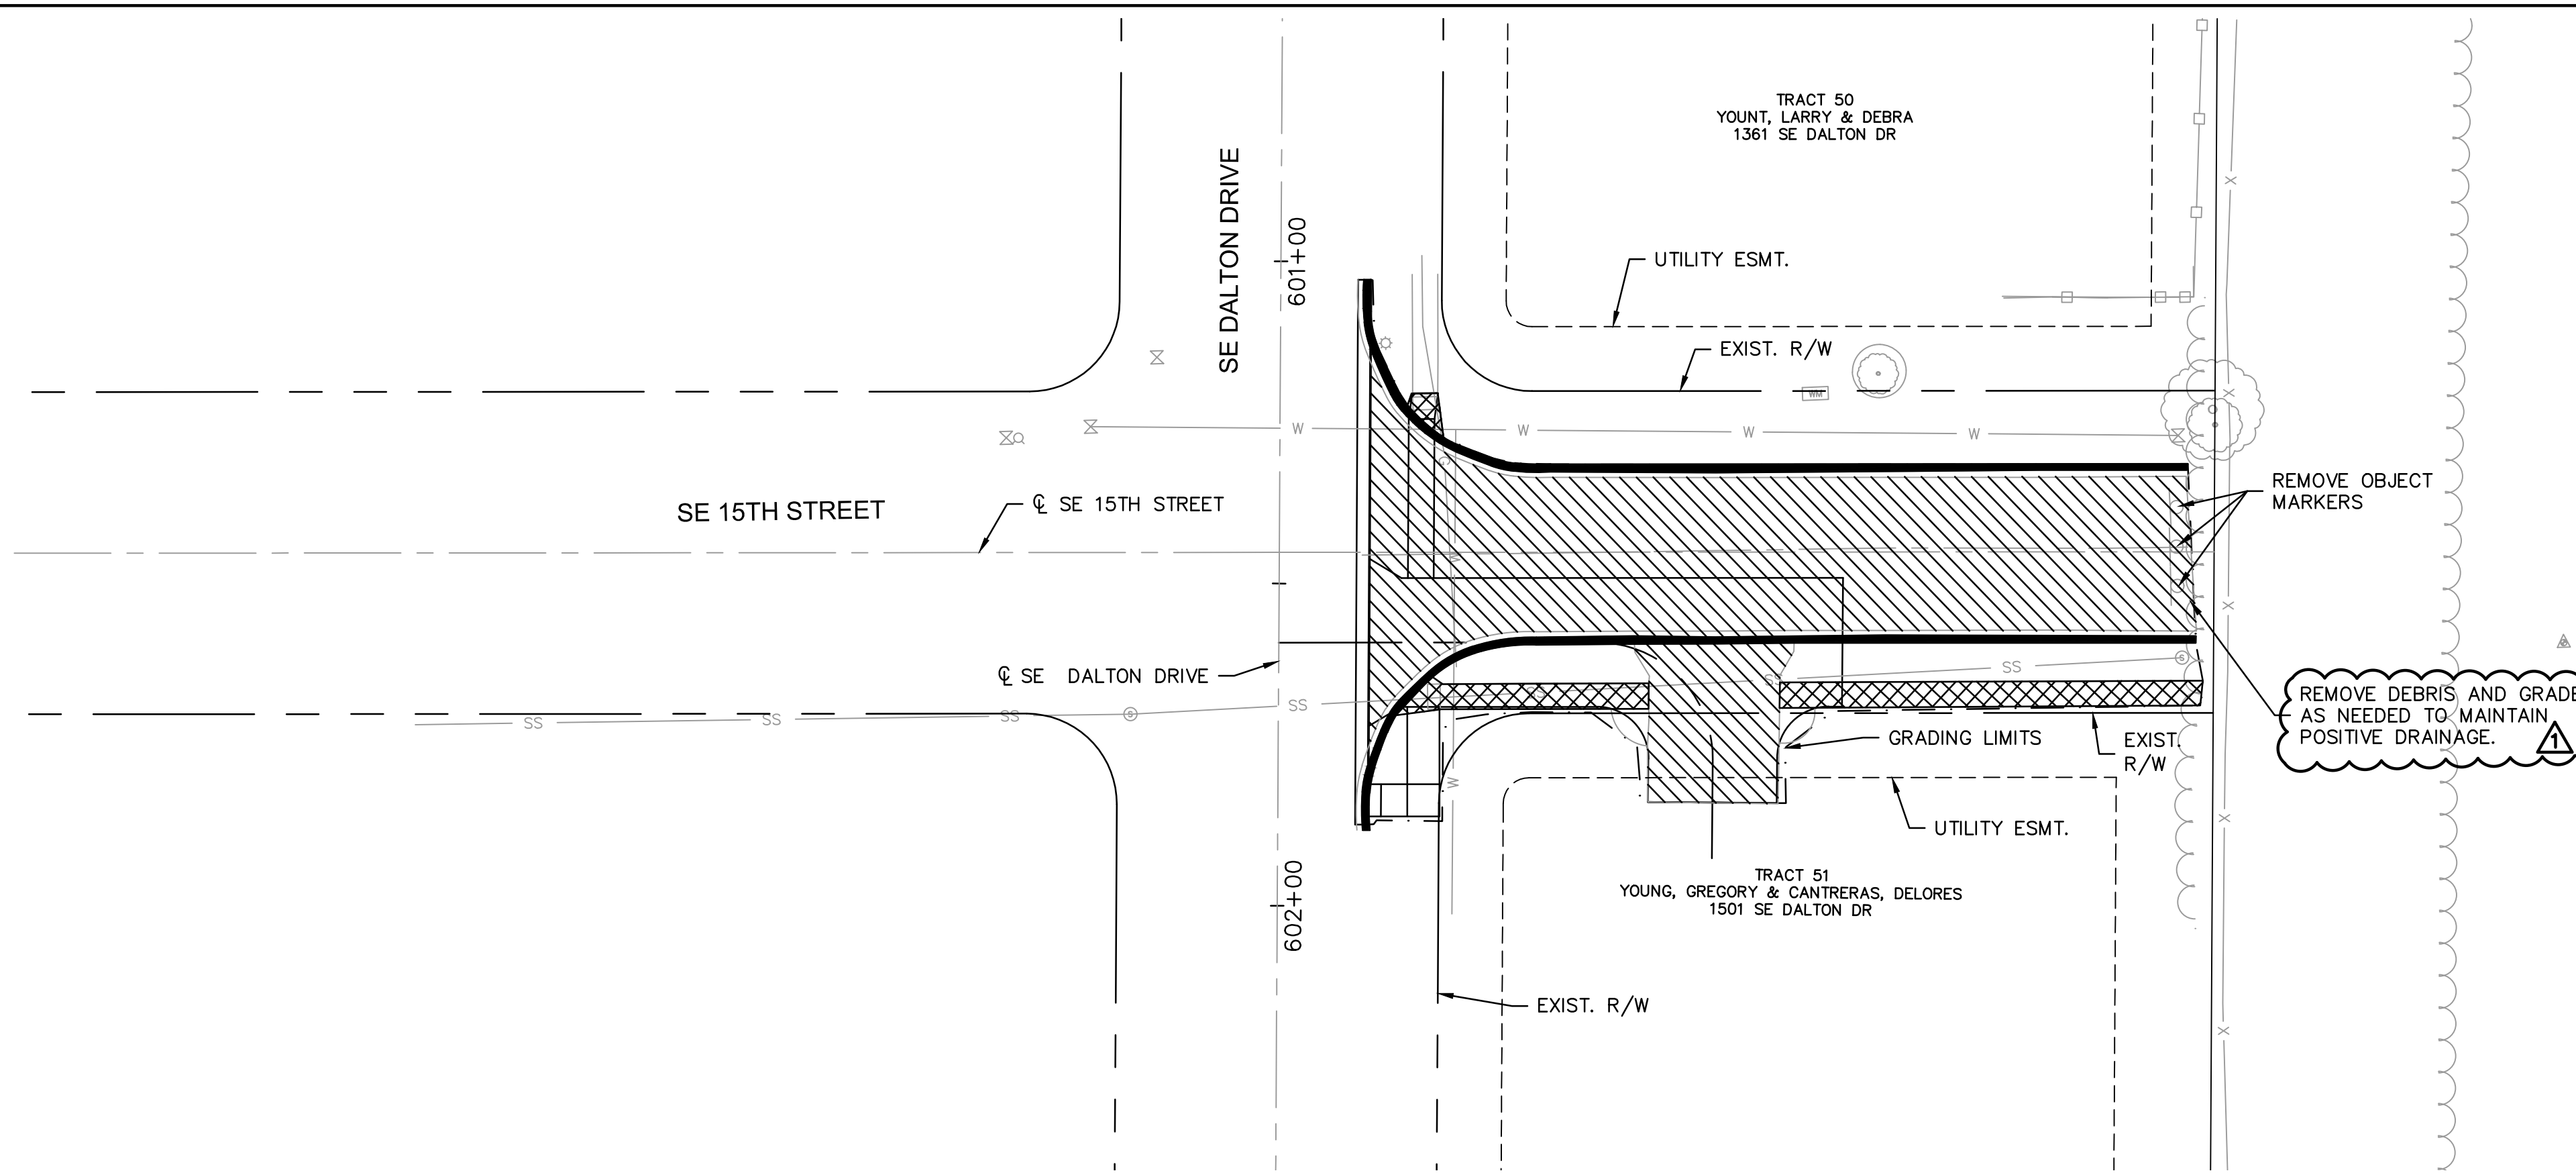 TRACT 50
YOUNT, LARRY & DEBRA
1361 SE DALTON DR
SE DALTON DRIVE
601+00
UTILITY ESMT.
EXIST. R/W
WM
W
W
W
W
SE 15TH STREET
℄ SE 15TH STREET
G
W
REMOVE OBJECT
MARKERS
X
X
X
X
X
℄ SE DALTON DRIVE
SS
SS
SS
SS
SS
SS
SS
S
S
W
GRADING LIMITS
EXIST.
R/W
REMOVE DEBRIS AND GRADE
AS NEEDED TO MAINTAIN
POSITIVE DRAINAGE.
1
UTILITY ESMT.
TRACT 51
YOUNG, GREGORY & CANTRERAS, DELORES
1501 SE DALTON DR
602+00
EXIST. R/W